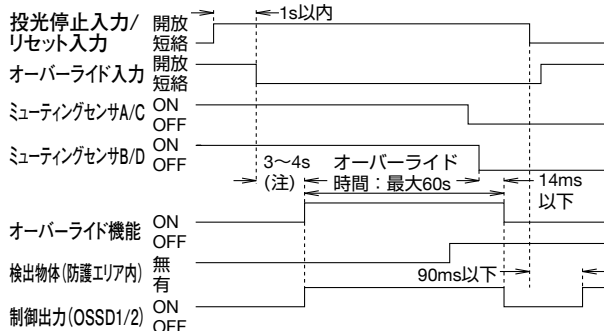 投光停止入力/
リセット入力
開放
短絡
1s以内
オーバーライド入力
開放
短絡
ミューティングセンサA/C
ON
OFF
ミューティングセンサB/D
ON
OFF
3〜4s
(注)
オーバーライド
時間：最大60s
14ms
以下
オーバーライド機能
ON
OFF
検出物体(防護エリア内)
無
有
90ms以下
制御出力(OSSD1/2)
ON
OFF